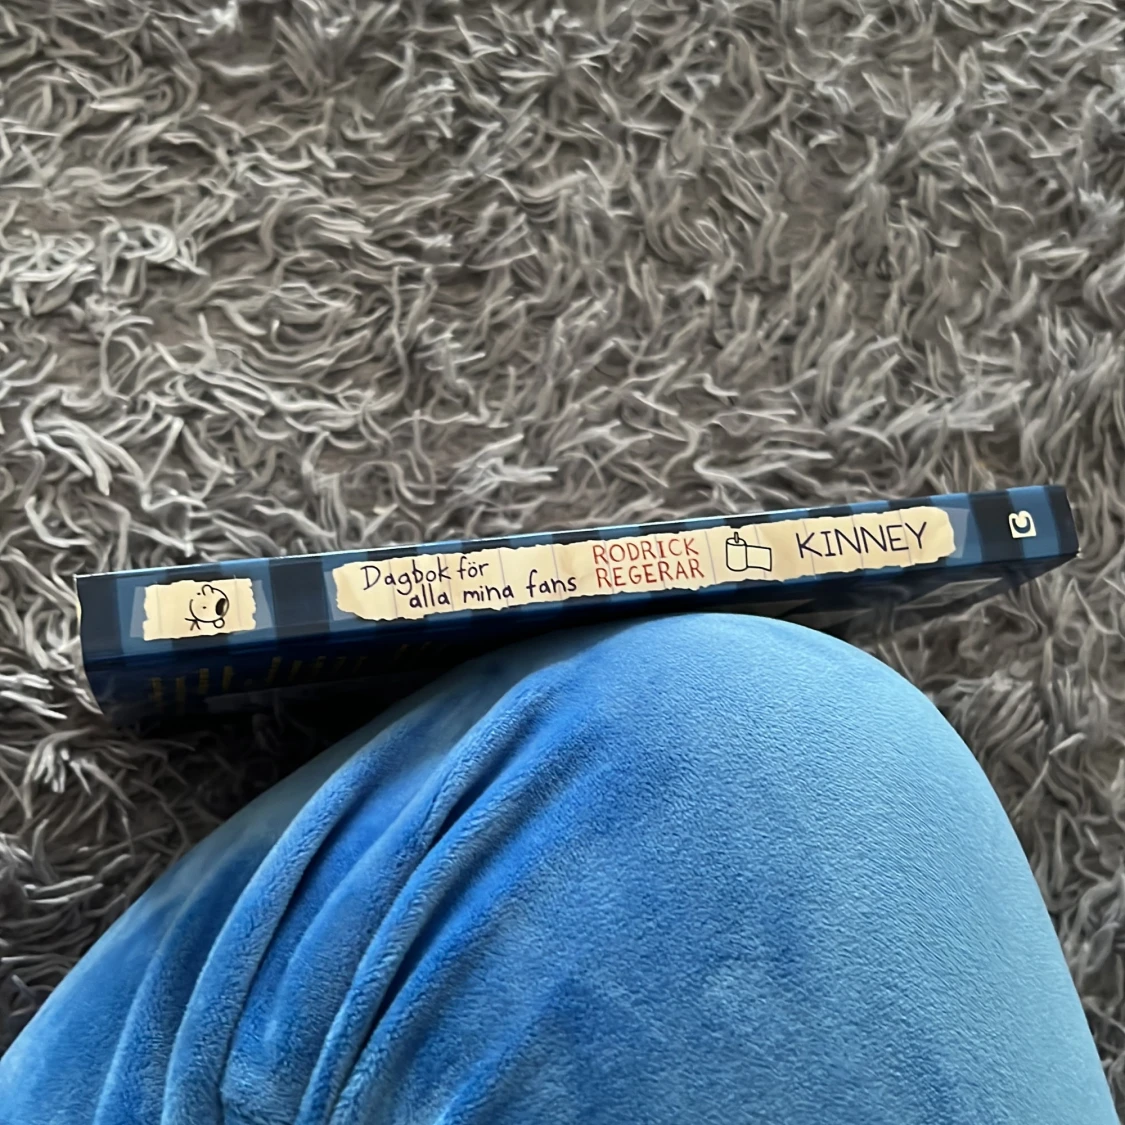 Dagbok för
alla mina fans
RODRICK
REGERAR
KINNEY